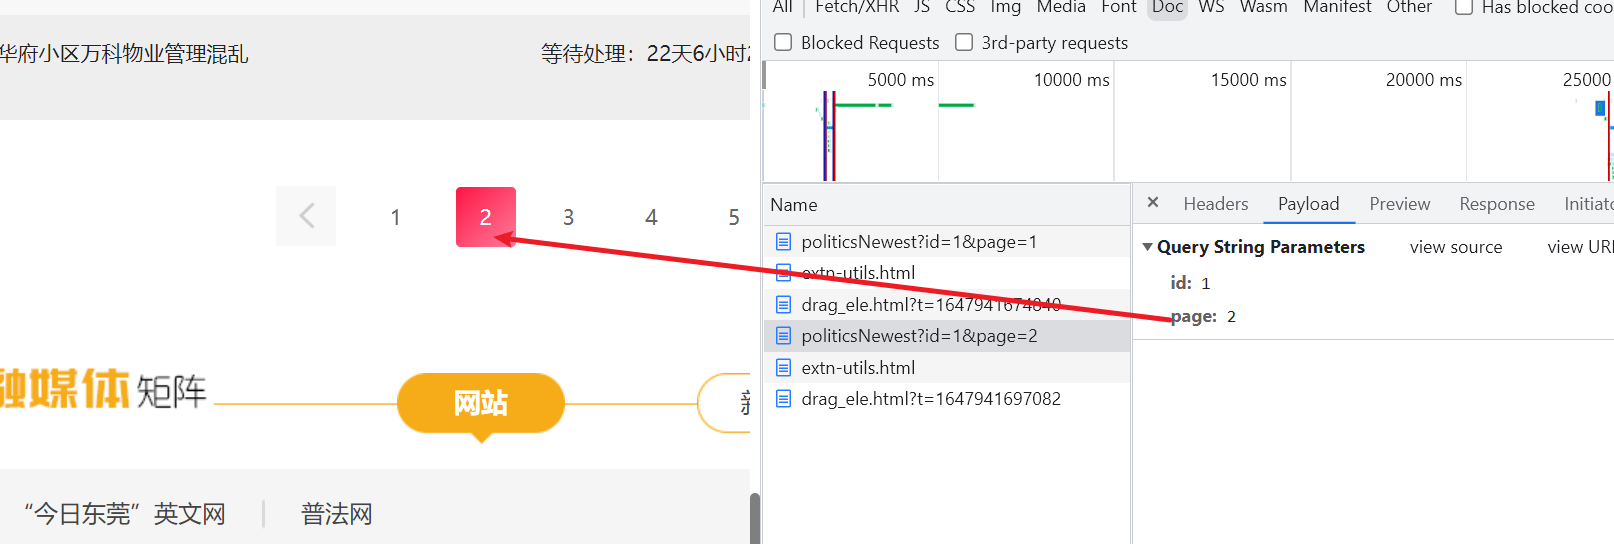 华府小区万科物业管理混乱
等待处理：22天6小时
1
2
3
4
5
融媒体矩阵
网站
“今日东莞”英文网
普法网
All
Fetch/XHR
JS
CSS
Img
Media
Font
Doc
WS
Wasm
Manifest
Other
Has blocked coo
Blocked Requests
3rd-party requests
5000 ms
10000 ms
15000 ms
20000 ms
25000
Name
politicsNewest?id=1&page=1
extn-utils.html
drag_ele.html?t=1647941674840
politicsNewest?id=1&page=2
extn-utils.html
drag_ele.html?t=1647941697082
Headers
Payload
Preview
Response
Initiato
Query String Parameters
view source
view URL
id: 1
page: 2